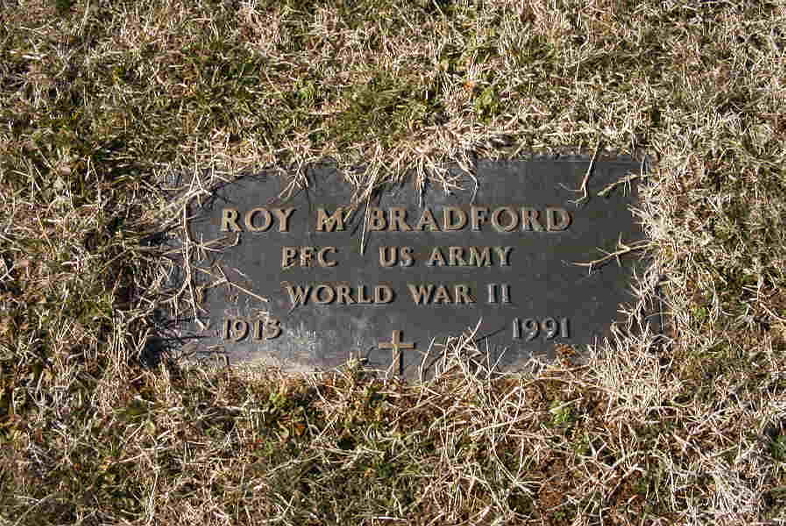 ROY M BRADFORD
PFC US ARMY
WORLD WAR II
1913 1991